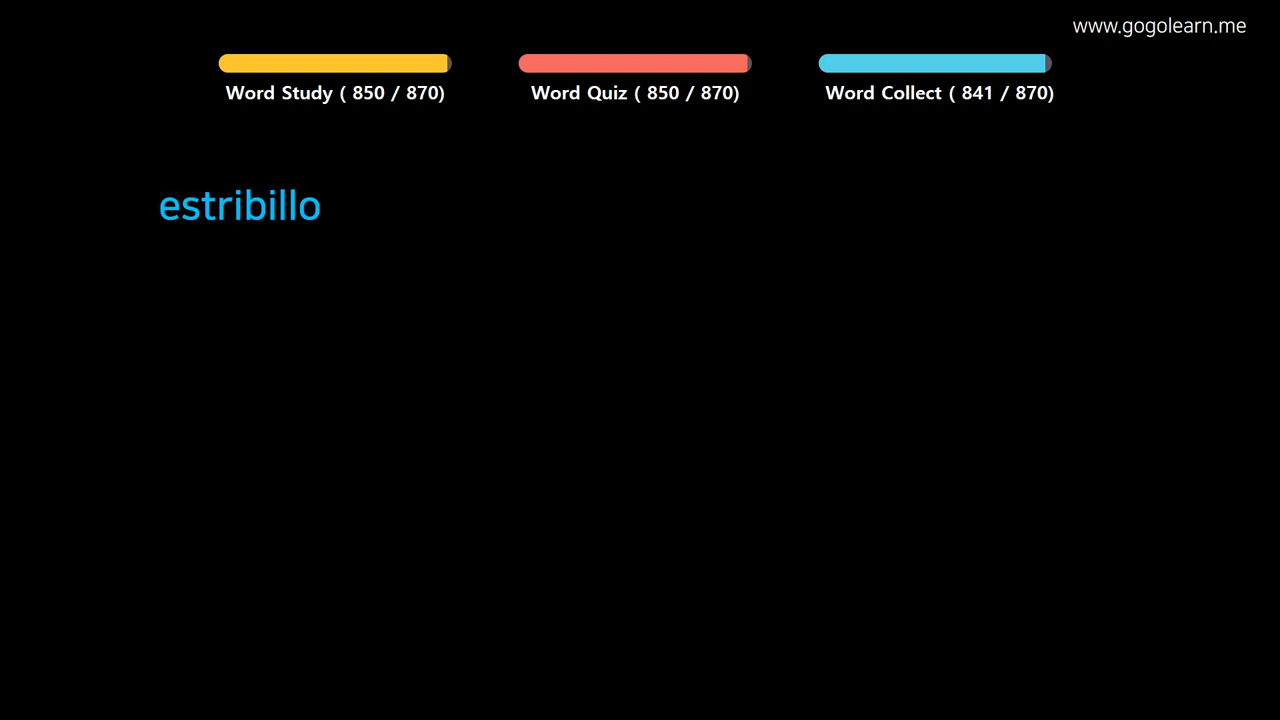 www.gogolearn.me
Word Study ( 850 / 870)
Word Quiz ( 850 / 870)
Word Collect ( 841 / 870)
estribillo